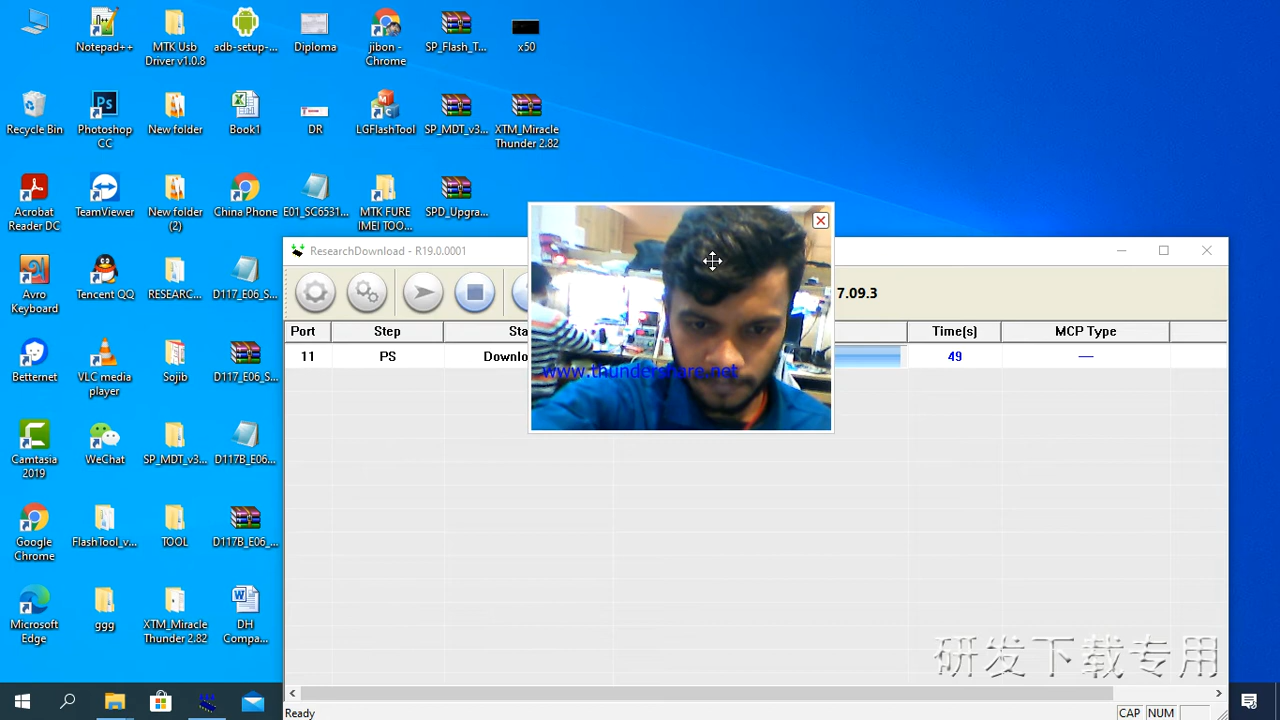 Notepad++
MTK Usb
Driver v1.0.8
adb-setup-...
Diploma
jibon -
Chrome
SP_Flash_T...
x50
Recycle Bin
Photoshop
CC
New folder
Book1
DR
LGFlashTool
SP_MDT_v3...
XTM_Miracle
Thunder 2.82
Acrobat
Reader DC
TeamViewer
New folder
(2)
China Phone
E01_SC6531...
MTK FURE
IMEI TOO...
SPD_Upgra...
Avro
Keyboard
Tencent QQ
RESEARC...
D117_E06_S...
Betternet
VLC media
player
Sojib
D117_E06_S...
Camtasia
2019
WeChat
SP_MDT_v3...
D117B_E06...
Google
Chrome
FlashTool_v...
TOOL
D117B_E06_...
Microsoft
Edge
ggg
XTM_Miracle
Thunder 2.82
DH
Compa...
ResearchDownload - R19.0.0001
7.09.3
Port Step Sta Time(s) MCP Type
11 PS Downlo 49 —
www.thundershare.net
研发下载专用
Ready CAP NUM